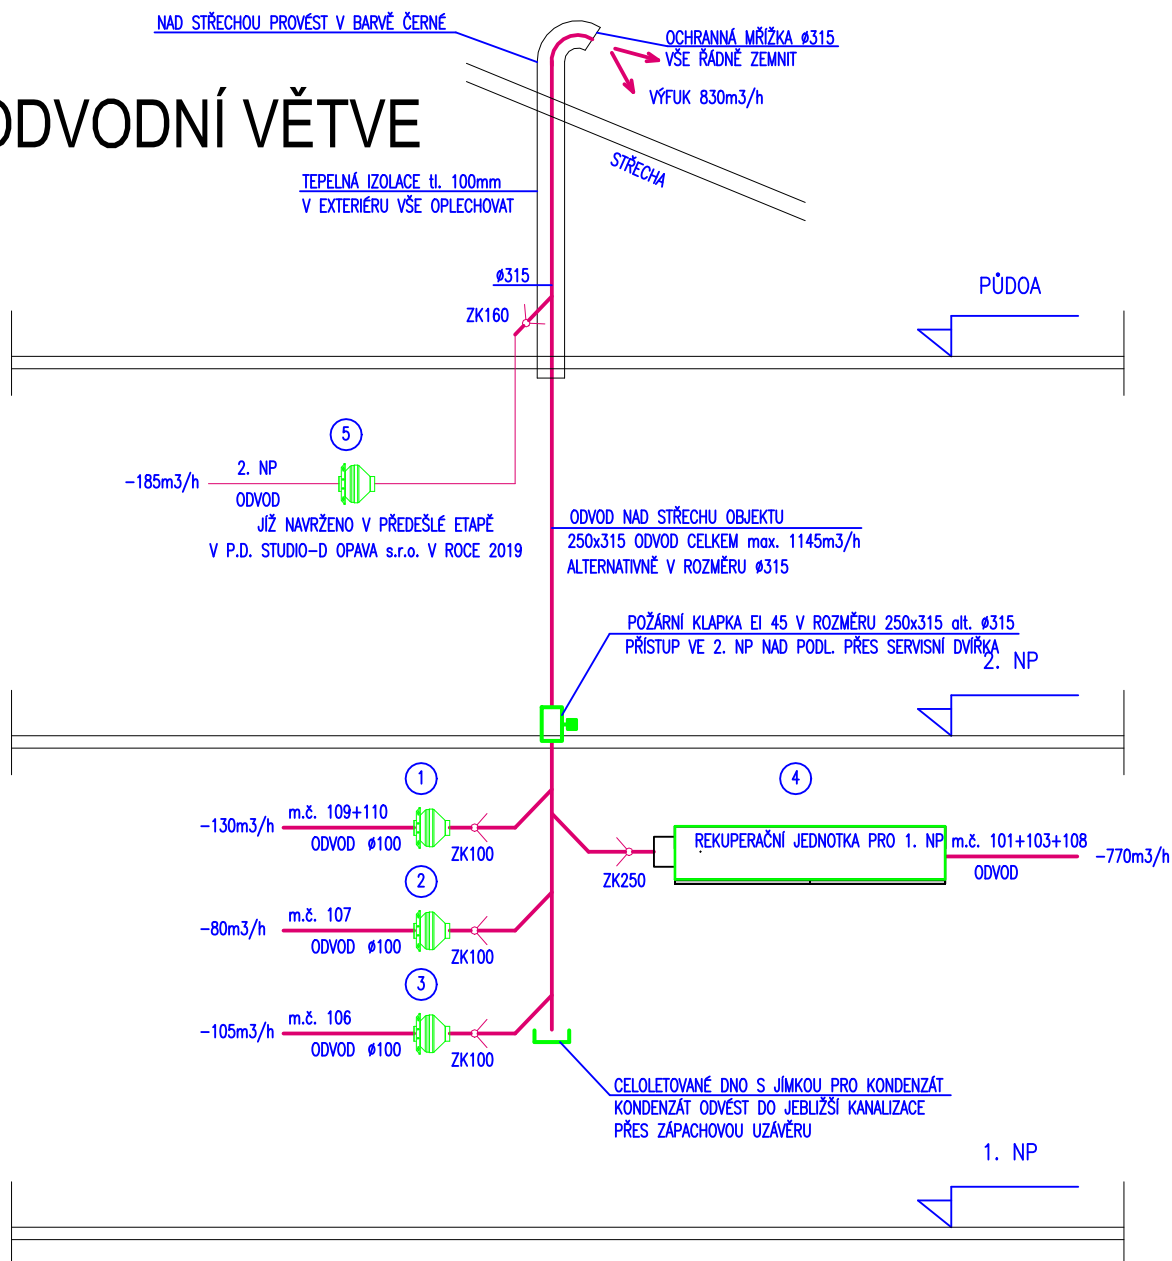 NAD STŘECHOU PROVÉST V BARVĚ ČERNÉ
OCHRANNÁ MŘÍŽKA ø315
VŠE ŘÁDNĚ ZEMNIT
VÝFUK 830m3/h
ODVODNÍ VĚTVE
STŘECHA
TEPELNÁ IZOLACE tl. 100mm
V EXTERIÉRU VŠE OPLECHOVAT
ø315
ZK160
PŮDOA
5
-185m3/h
2. NP
ODVOD
JÍŽ NAVRŽENO V PŘEDEŠLÉ ETAPĚ
V P.D. STUDIO-D OPAVA s.r.o. V ROCE 2019
ODVOD NAD STŘECHU OBJEKTU
250x315 ODVOD CELKEM max. 1145m3/h
ALTERNATIVNĚ V ROZMĚRU ø315
POŽÁRNÍ KLAPKA EI 45 V ROZMĚRU 250x315 alt. ø315
PŘÍSTUP VE 2. NP NAD PODL. PŘES SERVISNÍ DVÍŘKA
2. NP
1
-130m3/h
m.č. 109+110
ODVOD ø100
ZK100
4
REKUPERAČNÍ JEDNOTKA PRO 1. NP
m.č. 101+103+108
ODVOD
-770m3/h
ZK250
2
-80m3/h
m.č. 107
ODVOD ø100
ZK100
3
-105m3/h
m.č. 106
ODVOD ø100
ZK100
CELOLETOVANÉ DNO S JÍMKOU PRO KONDENZÁT
KONDENZÁT ODVÉST DO JEBLIŽŠÍ KANALIZACE
PŘES ZÁPACHOVOU UZÁVĚRU
1. NP